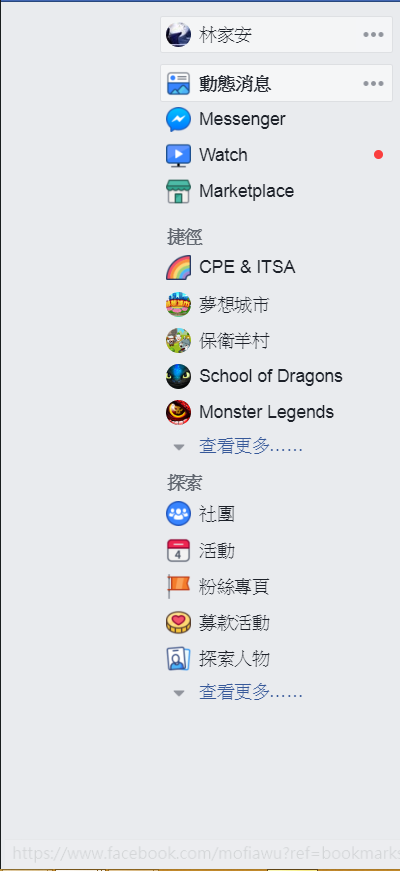 林家安
動態消息
Messenger
Watch
Marketplace
捷徑
CPE & ITSA
夢想城市
保衛羊村
School of Dragons
Monster Legends
查看更多……
探索
社團
4
活動
粉絲專頁
募款活動
探索人物
查看更多……
https://www.facebook.com/mofiawu?ref=bookmarks